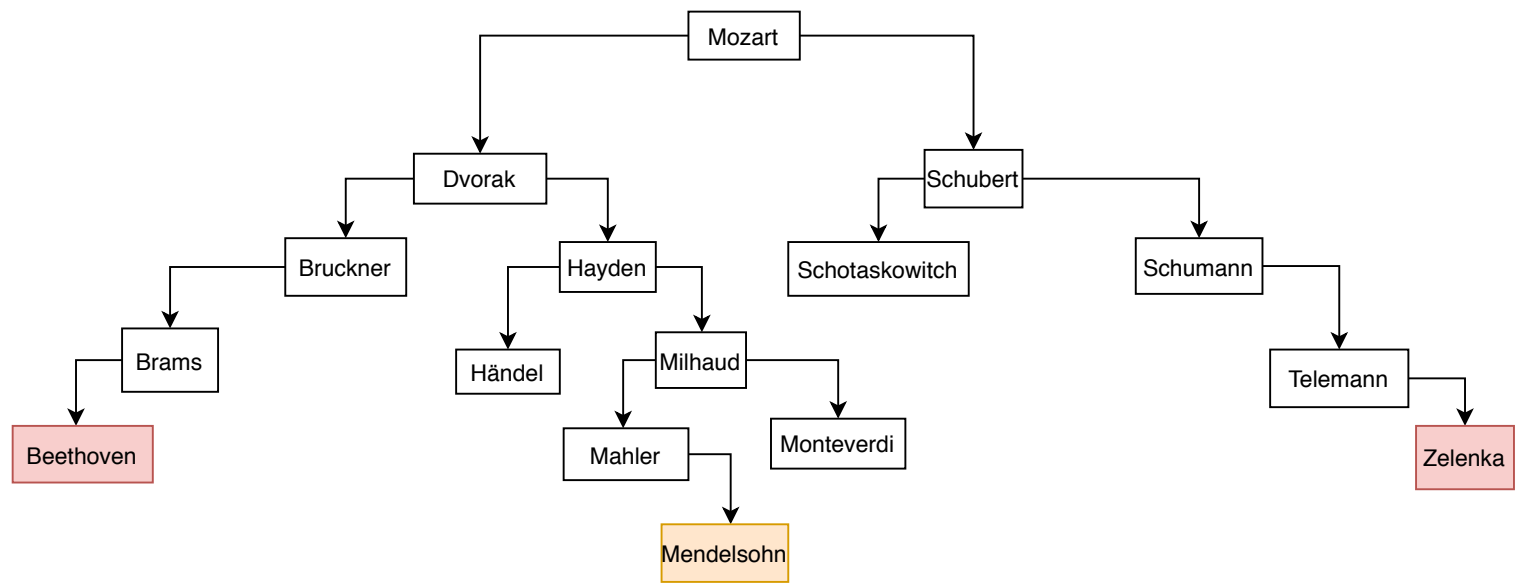 Mozart
Dvorak
Schubert
Bruckner
Hayden
Schotaskowitch
Schumann
Brams
Händel
Milhaud
Telemann
Beethoven
Mahler
Monteverdi
Zelenka
Mendelsohn